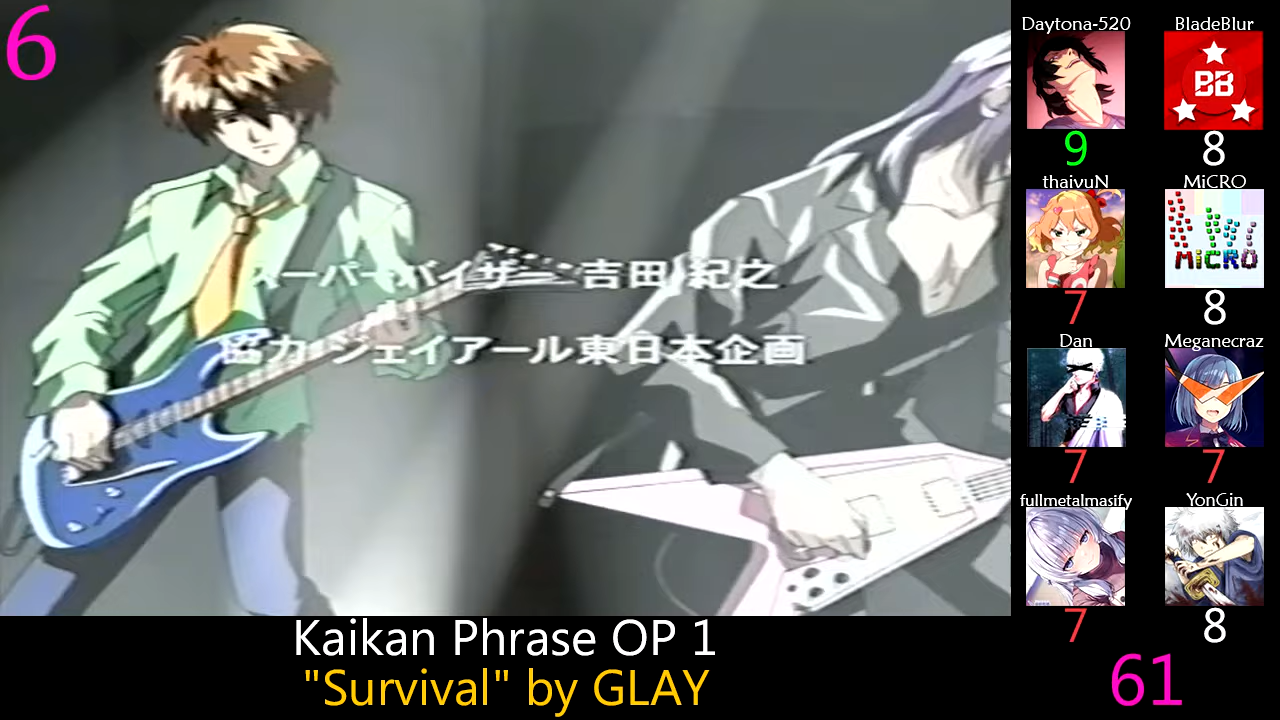 6
スーパーバイザー 吉田 紀之
協力 ジェイアール東日本企画
Kaikan Phrase OP 1
"Survival" by GLAY
Daytona-520
9
BladeBlur
BB
8
thaivuN
7
MiCRO
MiCRO
8
Dan
7
Meganecraz
7
fullmetalmasify
7
YonGin
8
61